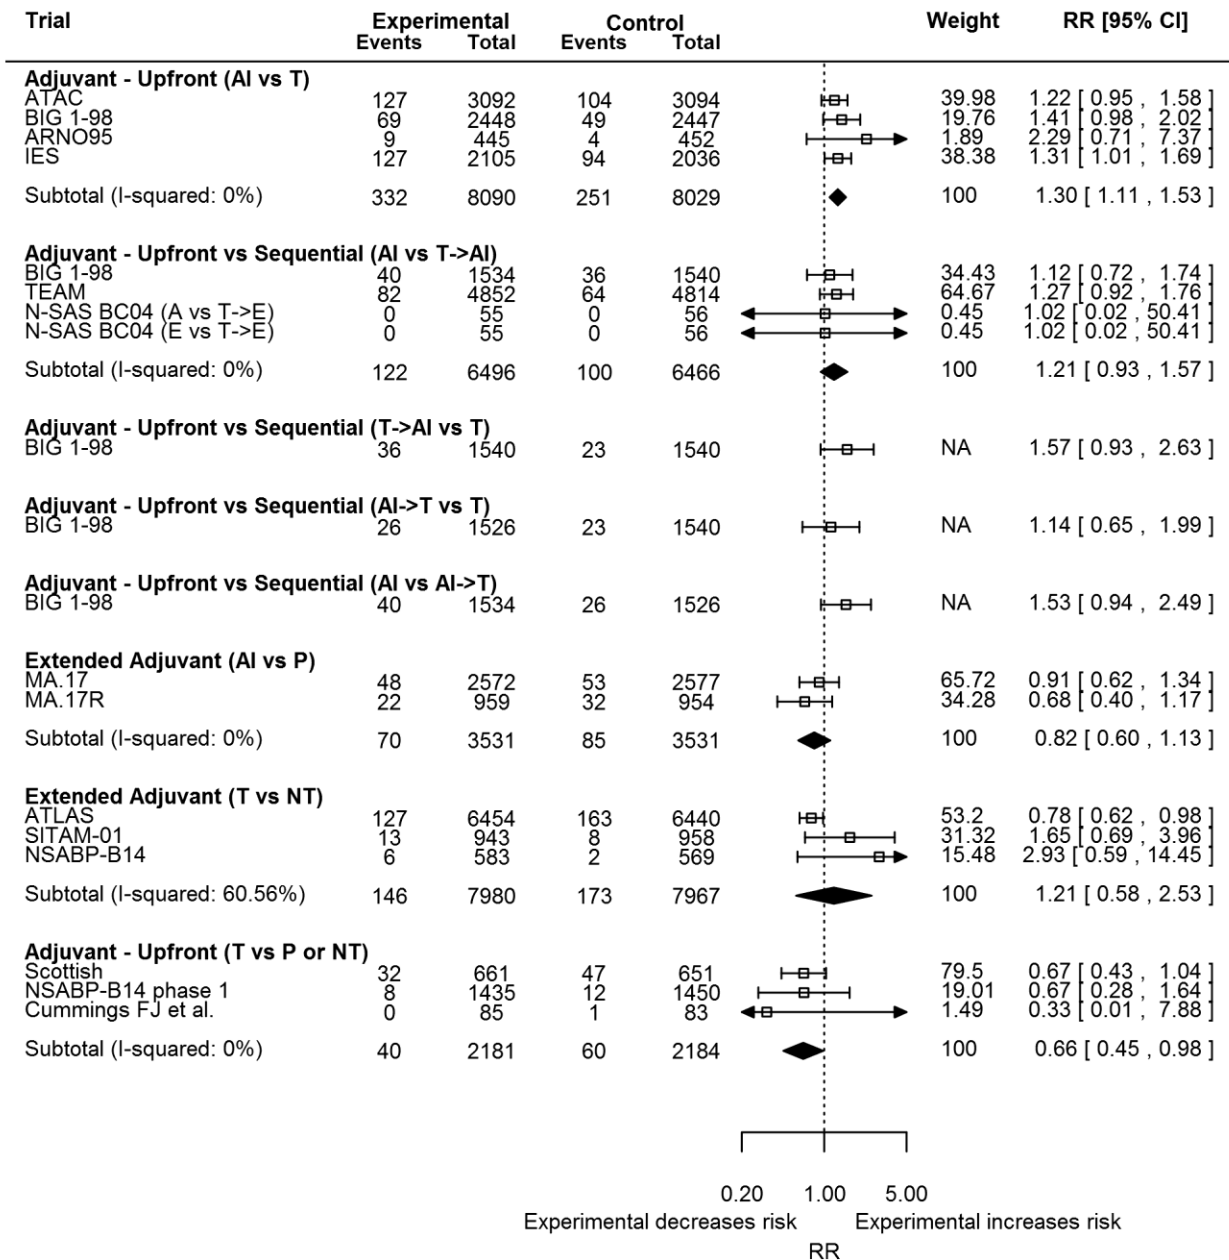 Trial Experimental Control Weight RR [95% CI]
Events Total Events Total
Adjuvant - Upfront (AI vs T)
ATAC 127 3092 104 3094 39.98 1.22 [ 0.95 , 1.58 ]
BIG 1-98 69 2448 49 2447 19.76 1.41 [ 0.98 , 2.02 ]
ARNO95 9 445 4 452 1.89 2.29 [ 0.71 , 7.37 ]
IES 127 2105 94 2036 38.38 1.31 [ 1.01 , 1.69 ]
Subtotal (I-squared: 0%) 332 8090 251 8029 100 1.30 [ 1.11 , 1.53 ]
Adjuvant - Upfront vs Sequential (AI vs T->AI)
BIG 1-98 40 1534 36 1540 34.43 1.12 [ 0.72 , 1.74 ]
TEAM 82 4852 64 4814 64.67 1.27 [ 0.92 , 1.76 ]
N-SAS BC04 (A vs T->E) 0 55 0 56 0.45 1.02 [ 0.02 , 50.41 ]
N-SAS BC04 (E vs T->E) 0 55 0 56 0.45 1.02 [ 0.02 , 50.41 ]
Subtotal (I-squared: 0%) 122 6496 100 6466 100 1.21 [ 0.93 , 1.57 ]
Adjuvant - Upfront vs Sequential (T->AI vs T)
BIG 1-98 36 1540 23 1540 NA 1.57 [ 0.93 , 2.63 ]
Adjuvant - Upfront vs Sequential (AI->T vs T)
BIG 1-98 26 1526 23 1540 NA 1.14 [ 0.65 , 1.99 ]
Adjuvant - Upfront vs Sequential (AI vs AI->T)
BIG 1-98 40 1534 26 1526 NA 1.53 [ 0.94 , 2.49 ]
Extended Adjuvant (AI vs P)
MA.17 48 2572 53 2577 65.72 0.91 [ 0.62 , 1.34 ]
MA.17R 22 959 32 954 34.28 0.68 [ 0.40 , 1.17 ]
Subtotal (I-squared: 0%) 70 3531 85 3531 100 0.82 [ 0.60 , 1.13 ]
Extended Adjuvant (T vs NT)
ATLAS 127 6454 163 6440 53.2 0.78 [ 0.62 , 0.98 ]
SITAM-01 13 943 8 958 31.32 1.65 [ 0.69 , 3.96 ]
NSABP-B14 6 583 2 569 15.48 2.93 [ 0.59 , 14.45 ]
Subtotal (I-squared: 60.56%) 146 7980 173 7967 100 1.21 [ 0.58 , 2.53 ]
Adjuvant - Upfront (T vs P or NT)
Scottish 32 661 47 651 79.5 0.67 [ 0.43 , 1.04 ]
NSABP-B14 phase 1 8 1435 12 1450 19.01 0.67 [ 0.28 , 1.64 ]
Cummings FJ et al. 0 85 1 83 1.49 0.33 [ 0.01 , 7.88 ]
Subtotal (I-squared: 0%) 40 2181 60 2184 100 0.66 [ 0.45 , 0.98 ]
0.20 1.00 5.00
Experimental decreases risk Experimental increases risk
RR